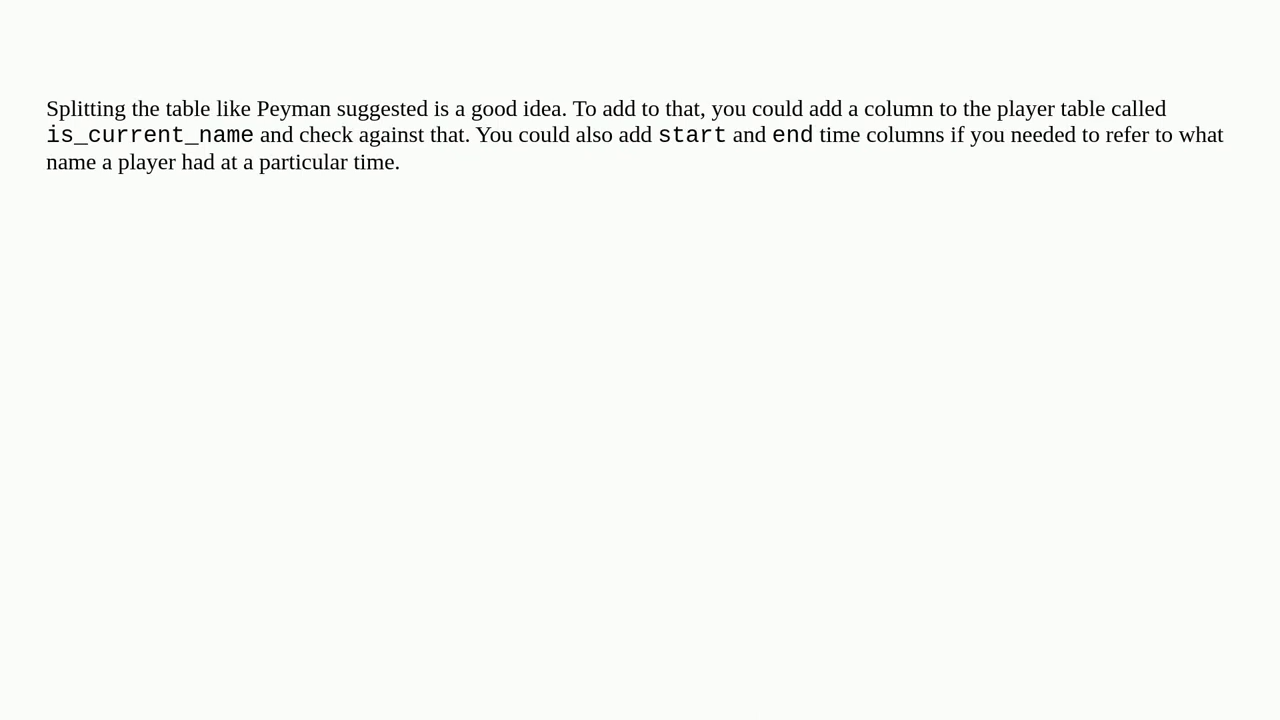 Splitting the table like Peyman suggested is a good idea. To add to that, you could add a column to the player table called
is_current_name and check against that. You could also add start and end time columns if you needed to refer to what
name a player had at a particular time.